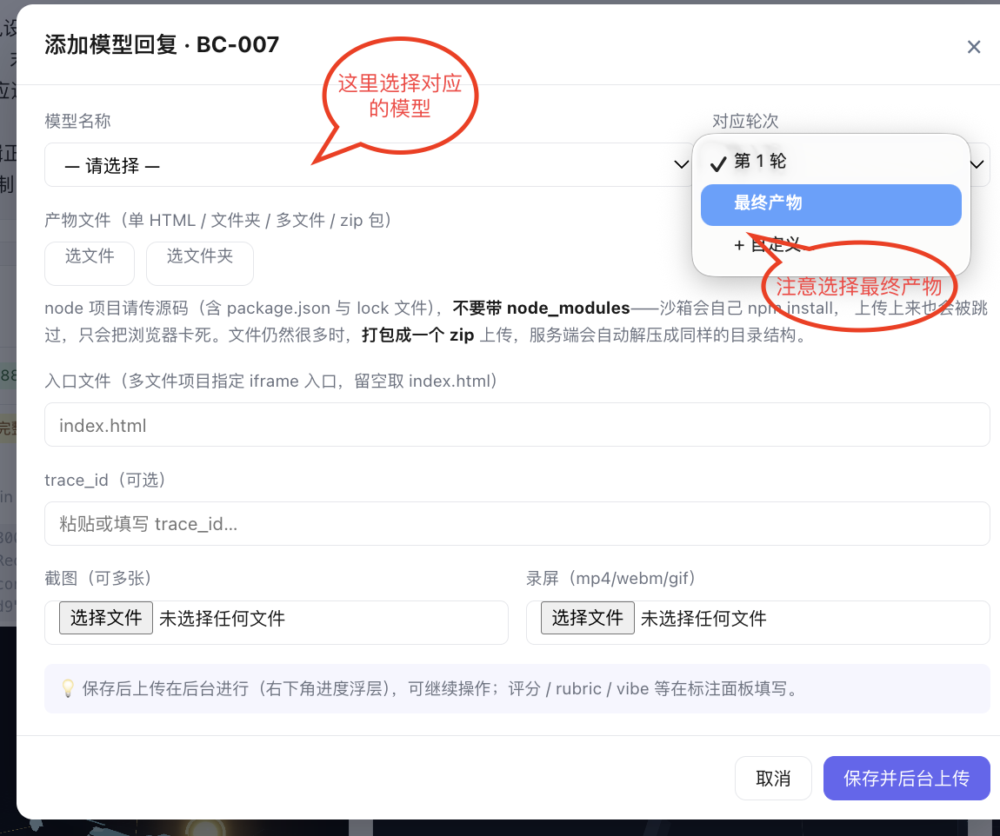 添加模型回复 · BC-007
这里选择对应
的模型
模型名称
对应轮次
— 请选择 —
第 1 轮
最终产物
+ 自定义
注意选择最终产物
产物文件（单 HTML / 文件夹 / 多文件 / zip 包）
选文件
选文件夹
node 项目请传源码（含 package.json 与 lock 文件），不要带 node_modules——沙箱会自己 npm install， 上传上来也会被跳
过，只会把浏览器卡死。文件仍然很多时，打包成一个 zip 上传，服务端会自动解压成同样的目录结构。
入口文件（多文件项目指定 iframe 入口，留空取 index.html）
index.html
trace_id（可选）
粘贴或填写 trace_id...
截图（可多张）
录屏（mp4/webm/gif）
选择文件 未选择任何文件
选择文件 未选择任何文件
💡 保存后上传在后台进行（右下角进度浮层），可继续操作；评分 / rubric / vibe 等在标注面板填写。
取消
保存并后台上传